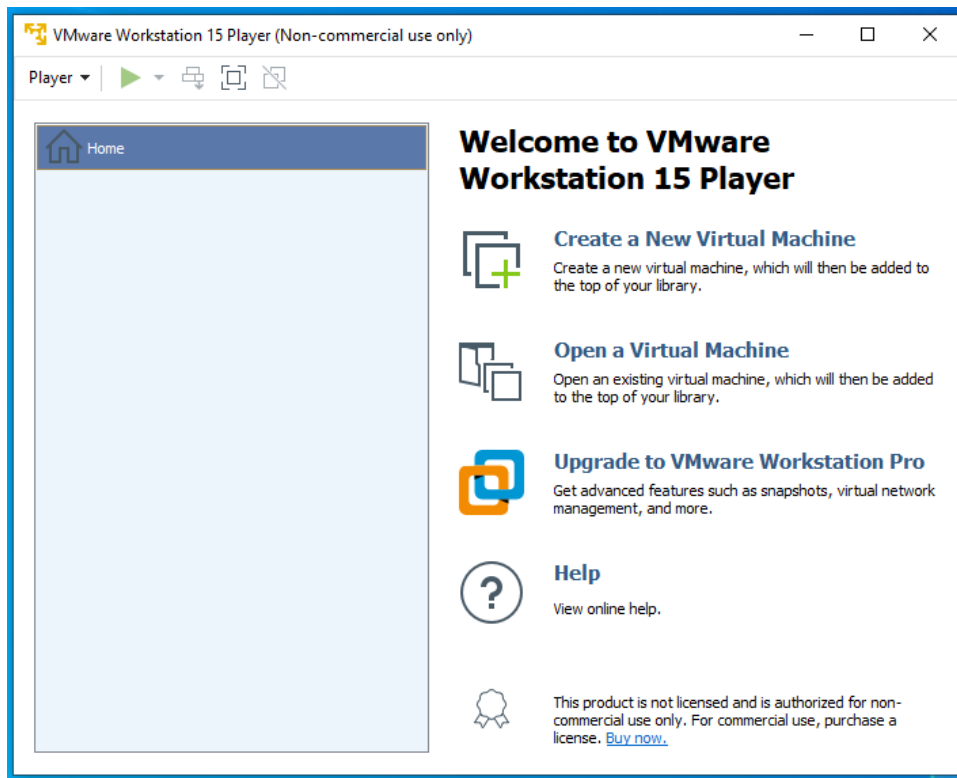 VMware Workstation 15 Player (Non-commercial use only)
Player
Home
Welcome to VMware
Workstation 15 Player
Create a New Virtual Machine
Create a new virtual machine, which will then be added to
the top of your library.
Open a Virtual Machine
Open an existing virtual machine, which will then be added
to the top of your library.
Upgrade to VMware Workstation Pro
Get advanced features such as snapshots, virtual network
management, and more.
?
Help
View online help.
This product is not licensed and is authorized for non-
commercial use only. For commercial use, purchase a
license. Buy now.